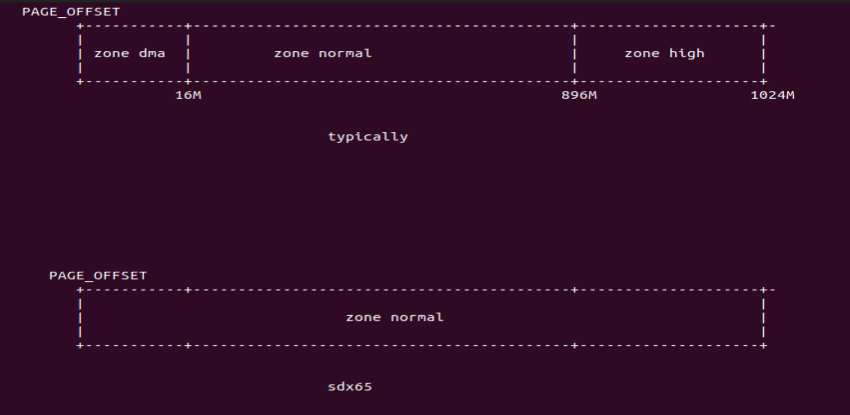 PAGE_OFFSET
zone dma zone normal zone high
16M 896M 1024M
typically
PAGE_OFFSET
zone normal
sdx65